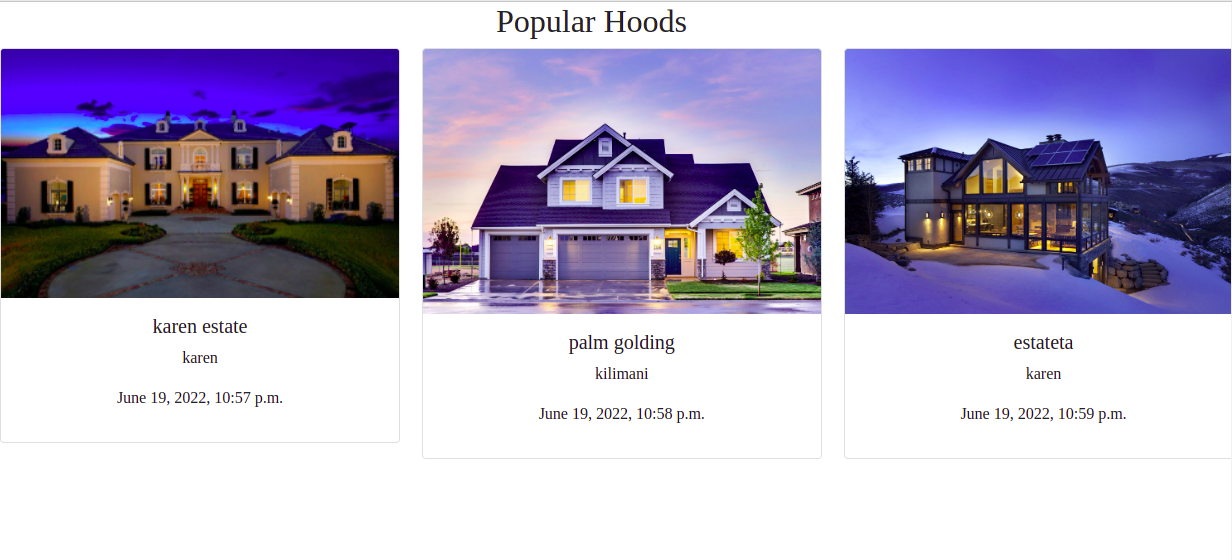 Popular Hoods
karen estate
karen
June 19, 2022, 10:57 p.m.
palm golding
kilimani
June 19, 2022, 10:58 p.m.
estateta
karen
June 19, 2022, 10:59 p.m.